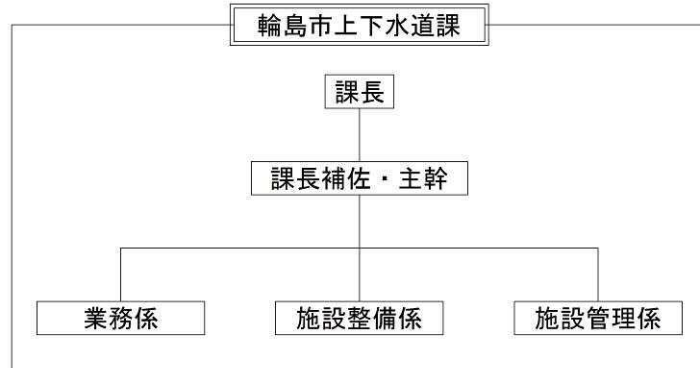 輪島市上下水道課
課長
課長補佐・主幹
業務係
施設整備係
施設管理係